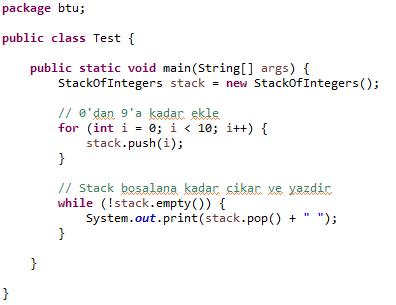 package btu;
public class Test {
public static void main(String[] args) {
StackOfIntegers stack = new StackOfIntegers();
// 0'dan 9'a kadar ekle
for (int i = 0; i < 10; i++) {
stack.push(i);
}
// Stack bosalana kadar cikar ve yazdir
while (!stack.empty()) {
System.out.print(stack.pop() + " ");
}
}
}